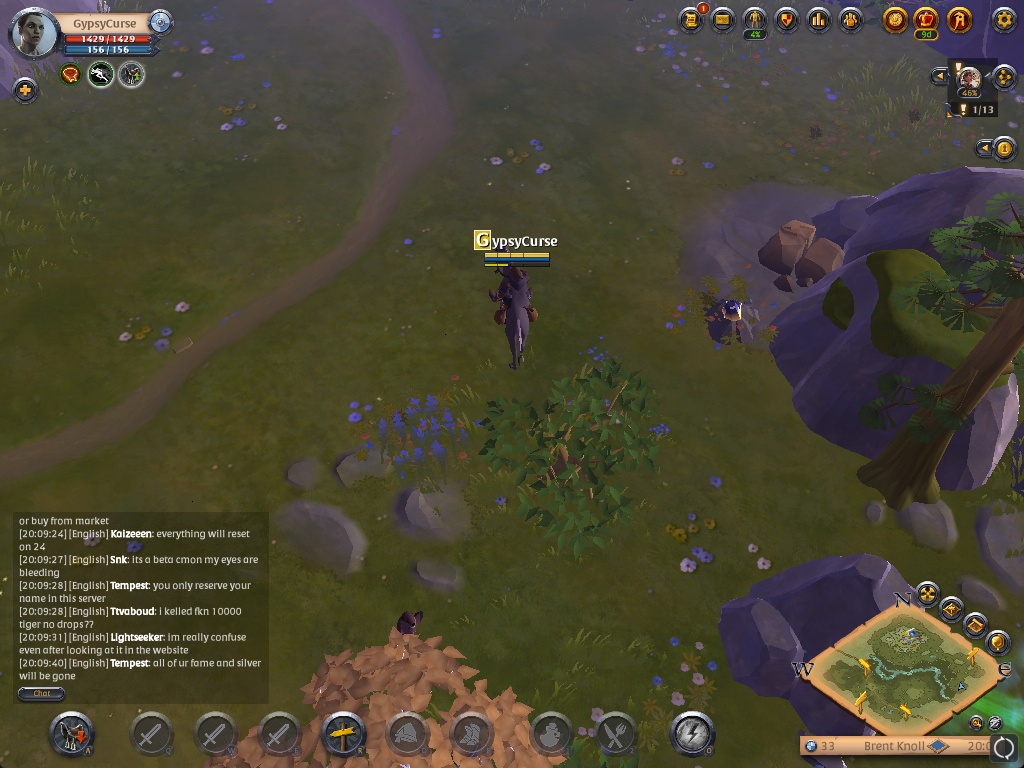 GypsyCurse
1429 / 1429
156 / 156
1
4%
9d
46%
1/13
1
GypsyCurse
or buy from market
[20:09:24] [English] Kaizeeen: everything will reset
on 24
[20:09:27] [English] Snk: its a beta cmon my eyes are
bleeding
[20:09:28] [English] Tempest: you only reserve your
name in this server
[20:09:28] [English] Ttvaboud: i kelled fkn 10000
tiger no drops??
[20:09:31] [English] Lightseeker: im really confuse
even after looking at it in the website
[20:09:40] [English] Tempest: all of ur fame and silver
will be gone
Chat
N
W
E
A
Q
W
E
R
33
Brent Knoll
20:0